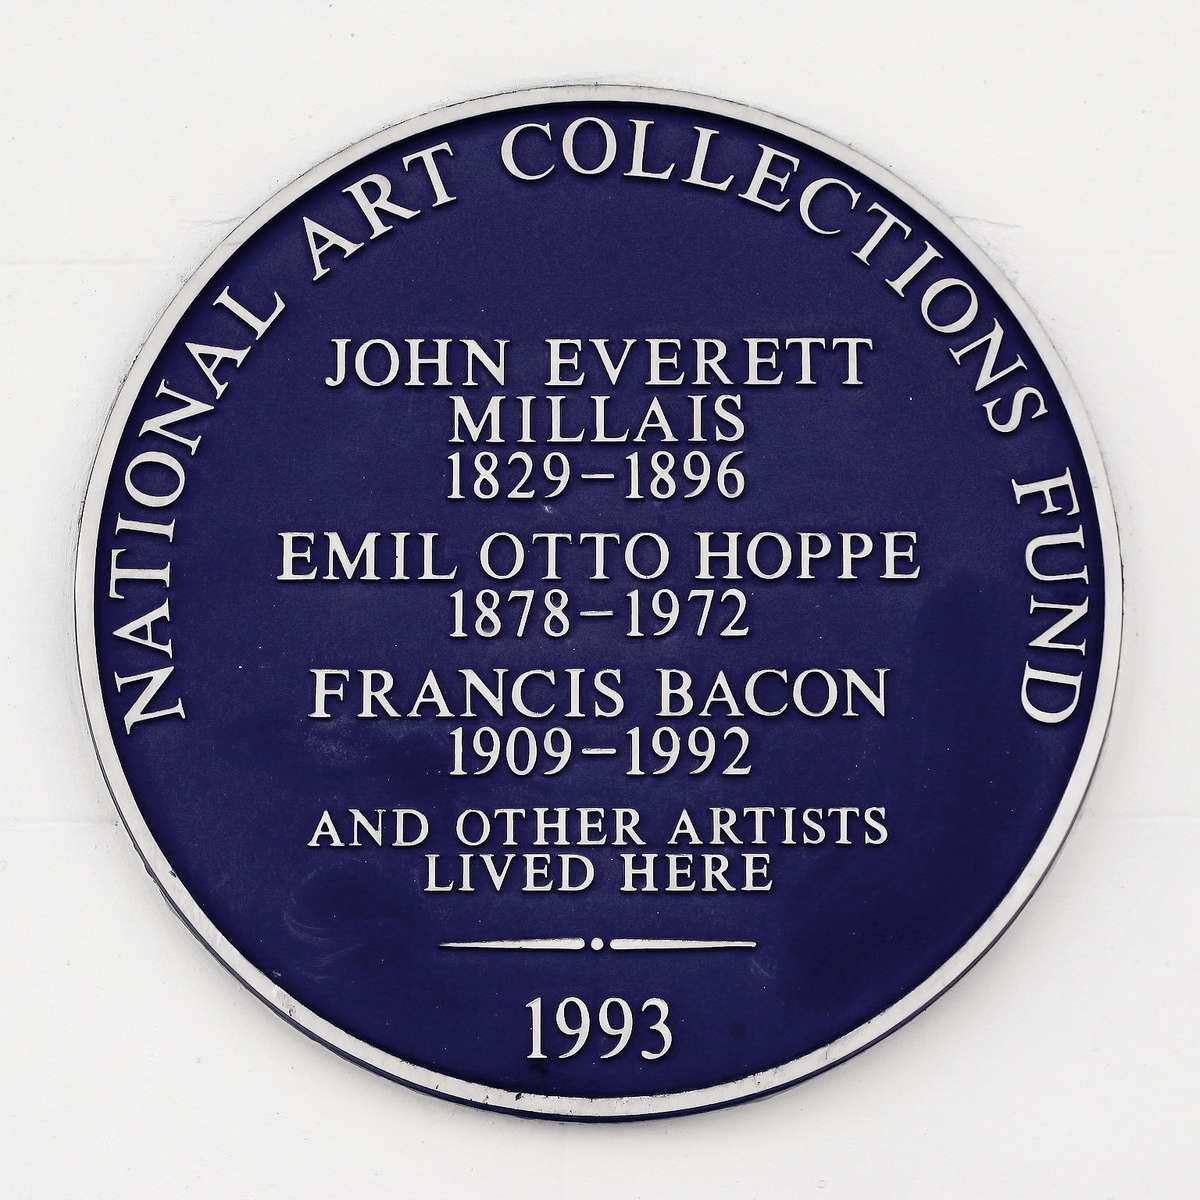 NATIONAL ART COLLECTIONS FUND
JOHN EVERETT
MILLAIS
1829–1896
EMIL OTTO HOPPE
1878–1972
FRANCIS BACON
1909–1992
AND OTHER ARTISTS
LIVED HERE
1993